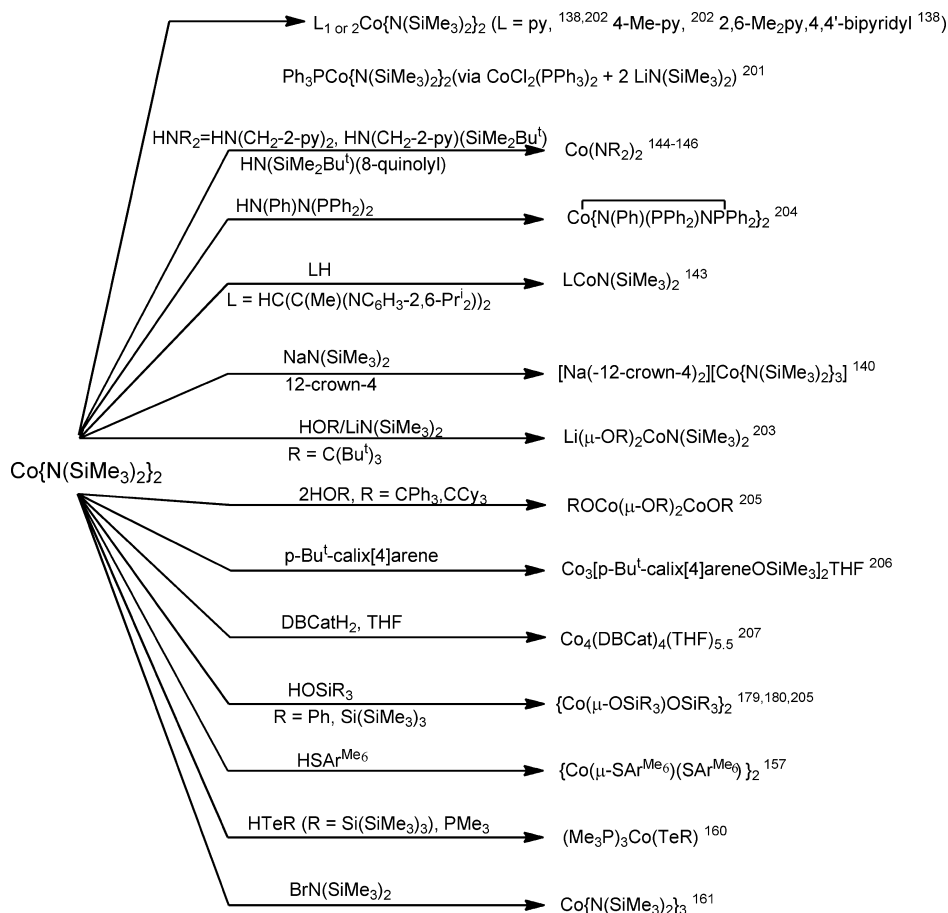 L1 or 2Co{N(SiMe3)2}2 (L = py, 138,202 4-Me-py, 202 2,6-Me2py,4,4'-bipyridyl 138)
Ph3PCo{N(SiMe3)2}2(via CoCl2(PPh3)2 + 2 LiN(SiMe3)2) 201
HNR2=HN(CH2-2-py)2, HN(CH2-2-py)(SiMe2Buᵗ)
HN(SiMe2Buᵗ)(8-quinolyl)
Co(NR2)2 144-146
HN(Ph)N(PPh2)2
Co{N(Ph)(PPh2)NPPh2}2 204
LH
L = HC(C(Me)(NC6H3-2,6-Prⁱ2))2
LCoN(SiMe3)2 143
NaN(SiMe3)2
12-crown-4
[Na(-12-crown-4)2][Co{N(SiMe3)2}3] 140
HOR/LiN(SiMe3)2
R = C(Buᵗ)3
Li(μ-OR)2CoN(SiMe3)2 203
Co{N(SiMe3)2}2
2HOR, R = CPh3,CCy3
ROCo(μ-OR)2CoOR 205
p-Buᵗ-calix[4]arene
Co3[p-Buᵗ-calix[4]areneOSiMe3]2THF 206
DBCatH2, THF
Co4(DBCat)4(THF)5.5 207
HOSiR3
R = Ph, Si(SiMe3)3
{Co(μ-OSiR3)OSiR3}2 179,180,205
HSArMe6
{Co(μ-SArMe6)(SArMe6)}2 157
HTeR (R = Si(SiMe3)3), PMe3
(Me3P)3Co(TeR) 160
BrN(SiMe3)2
Co{N(SiMe3)2}3 161